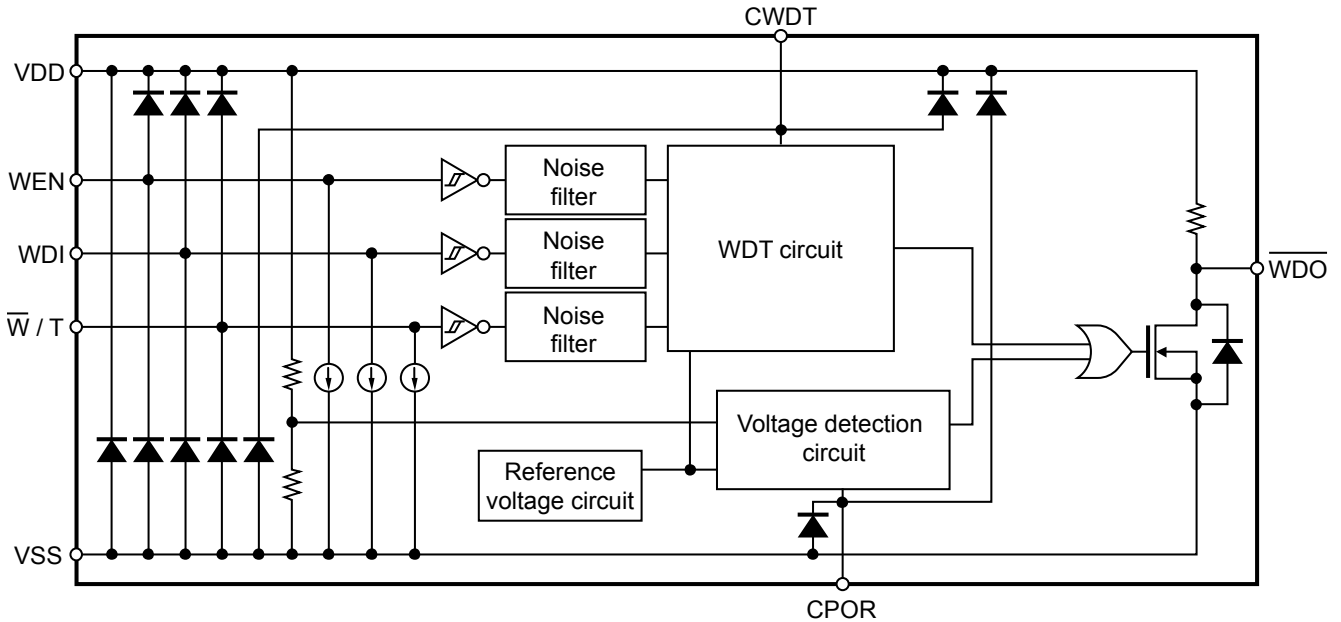 CWDT
VDD
WEN
Noise
filter
WDI
Noise
filter
WDT circuit
W̅D̅O̅
W̅ / T
Noise
filter
Voltage detection
circuit
Reference
voltage circuit
VSS
CPOR